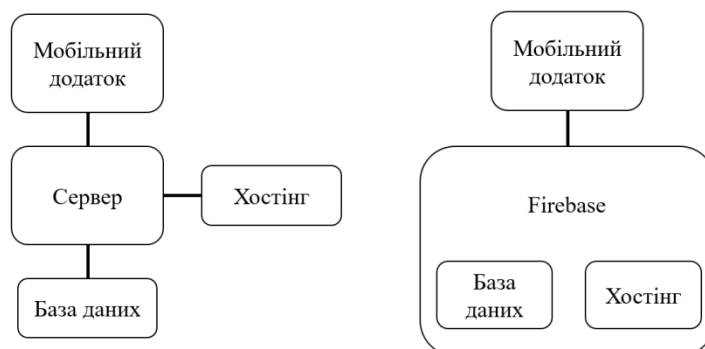 Мобільний
додаток
Сервер
Хостінг
База даних
Мобільний
додаток
Firebase
База
даних
Хостінг